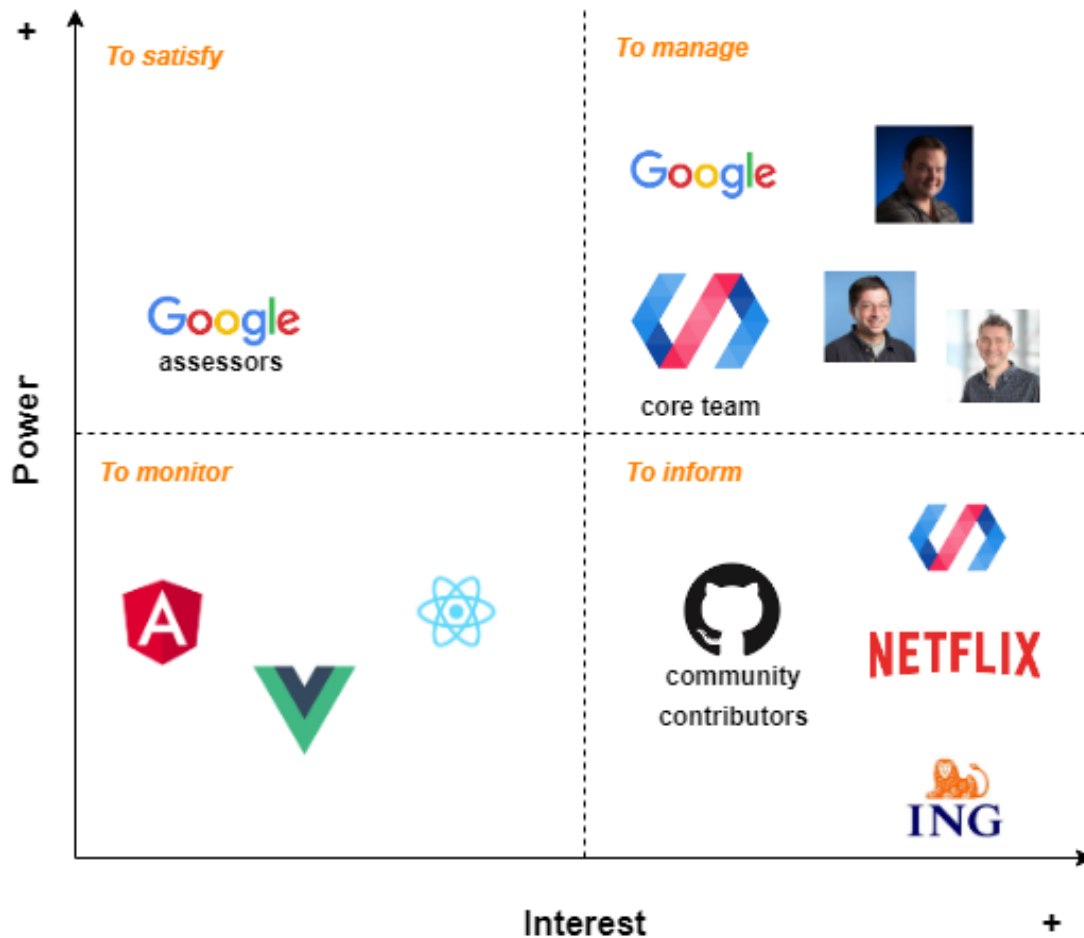 +
To satisfy
To manage
Google
Google
assessors
core team
Power
To monitor
To inform
A
NETFLIX
community
contributors
ING
Interest
+